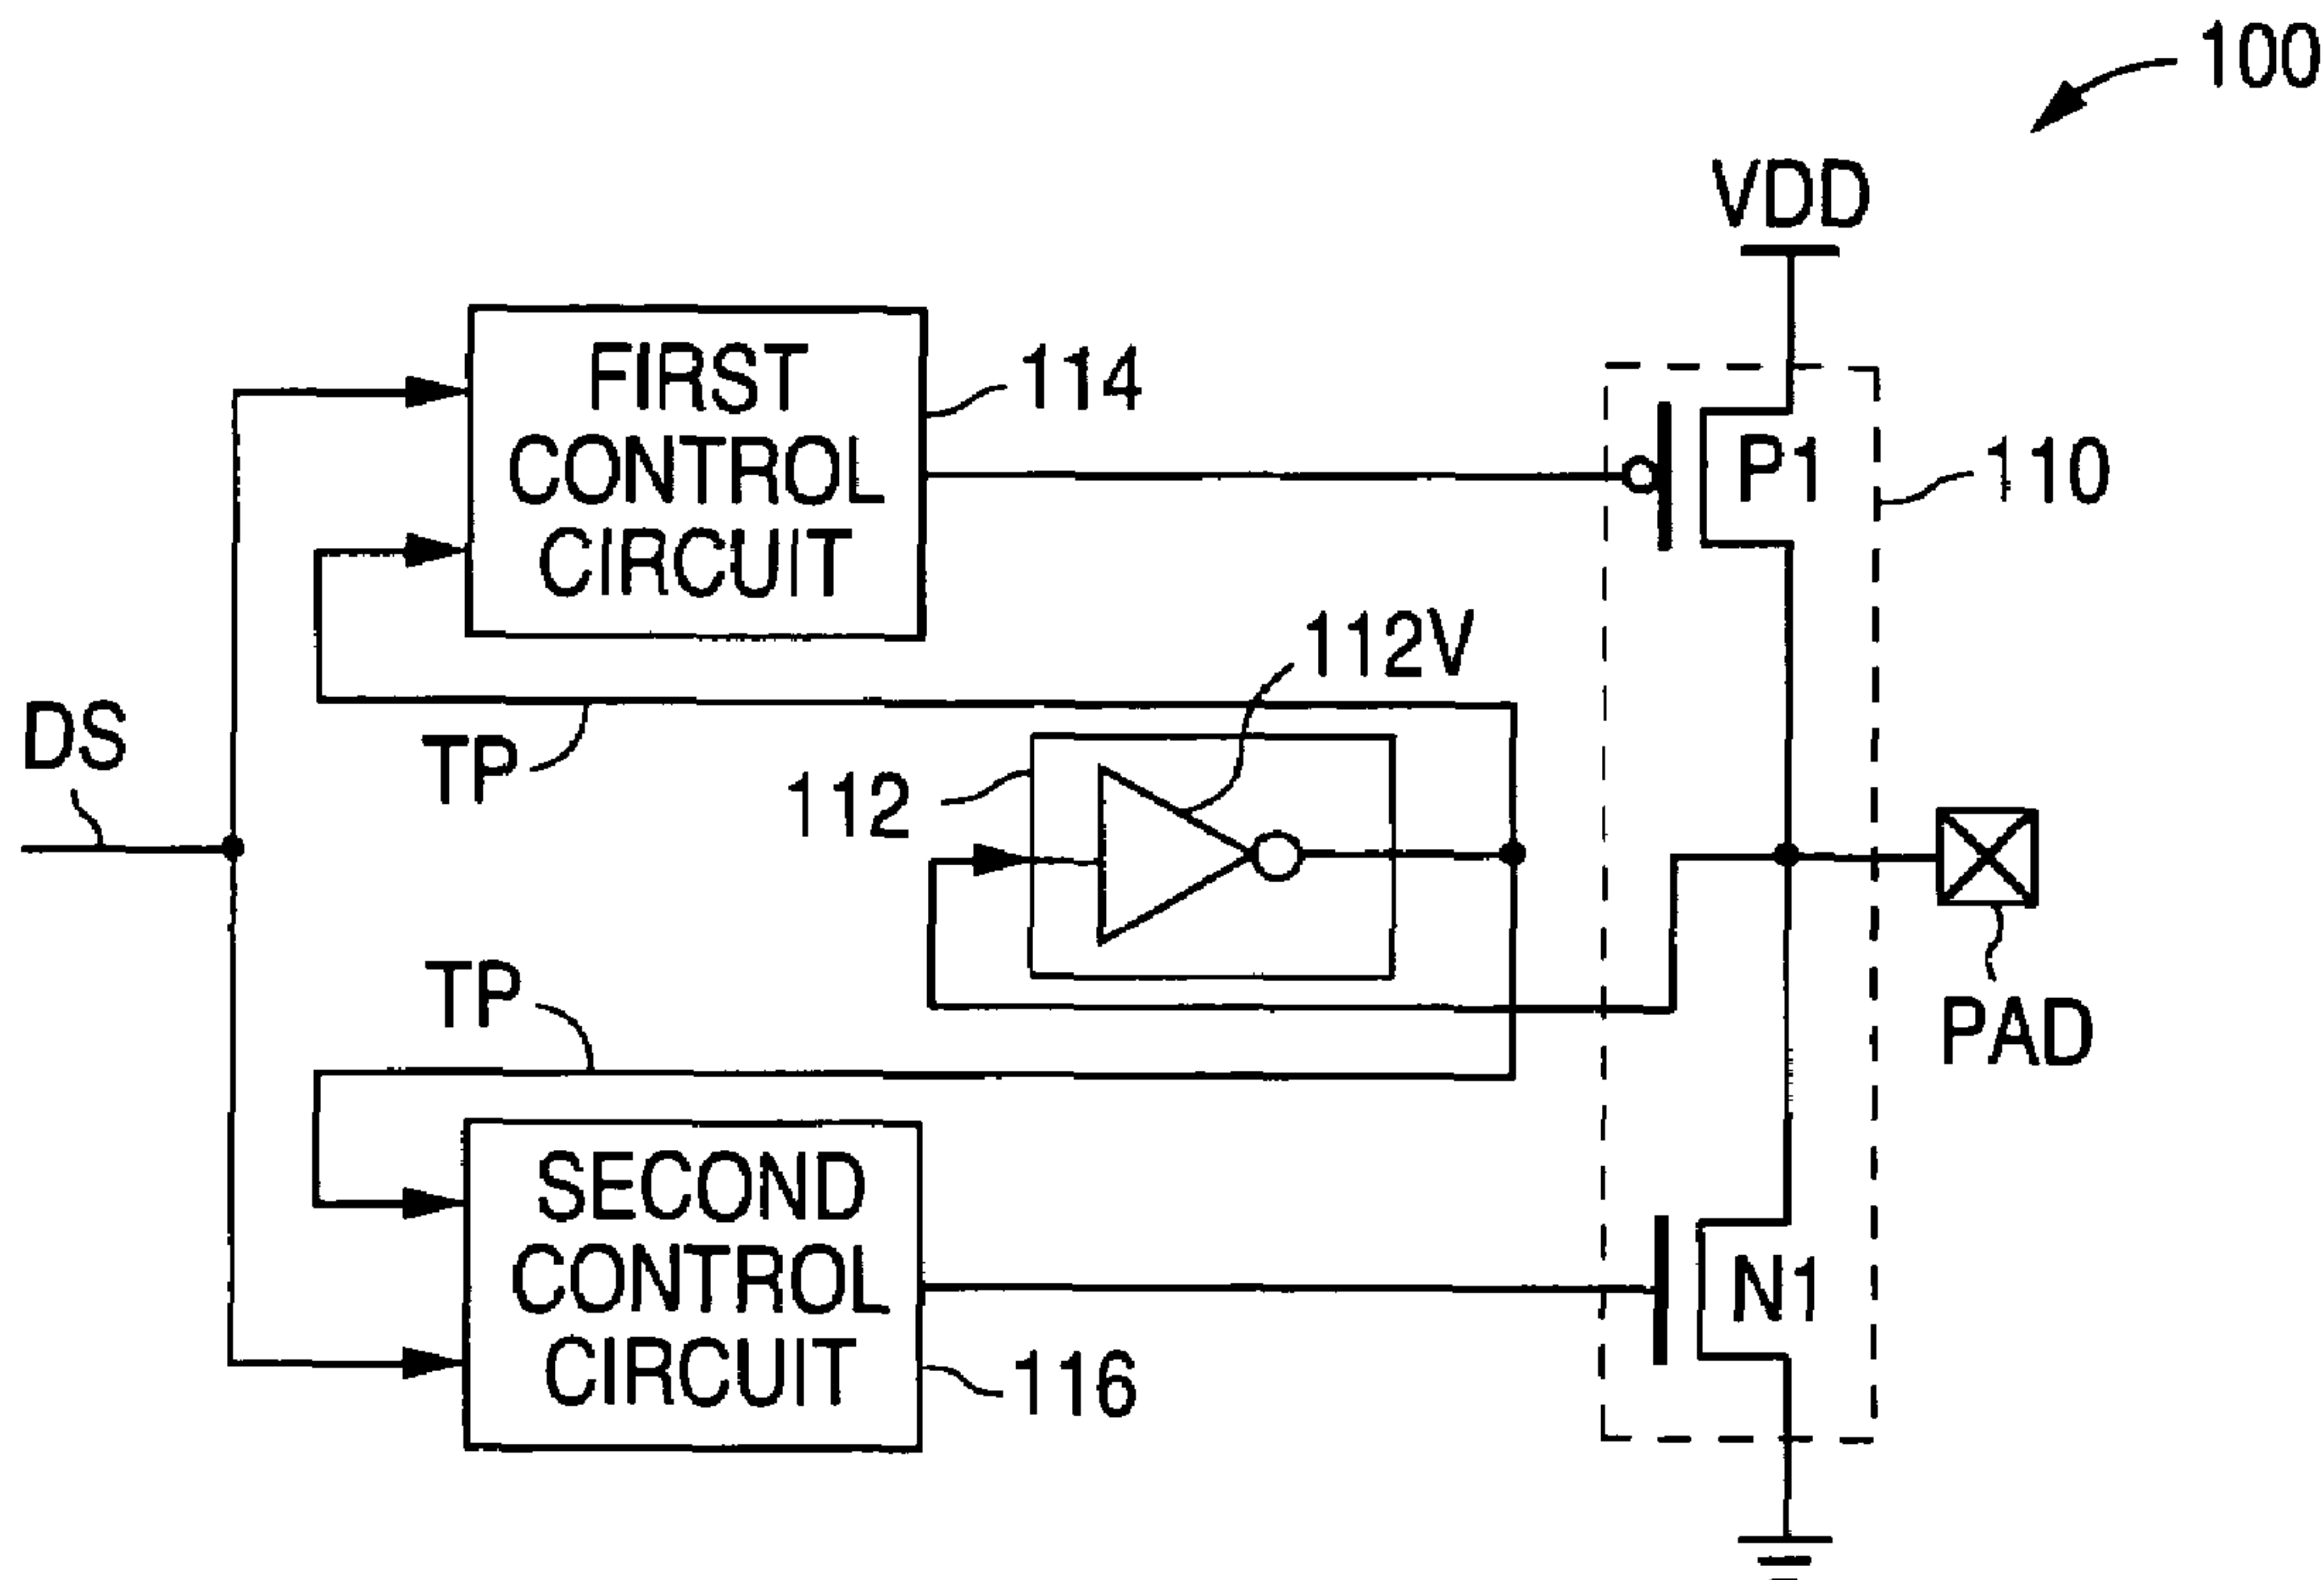 100
VDD
FIRST
CONTROL
CIRCUIT
114
P1
110
112V
DS
TP
112
TP
PAD
SECOND
CONTROL
CIRCUIT
N1
116